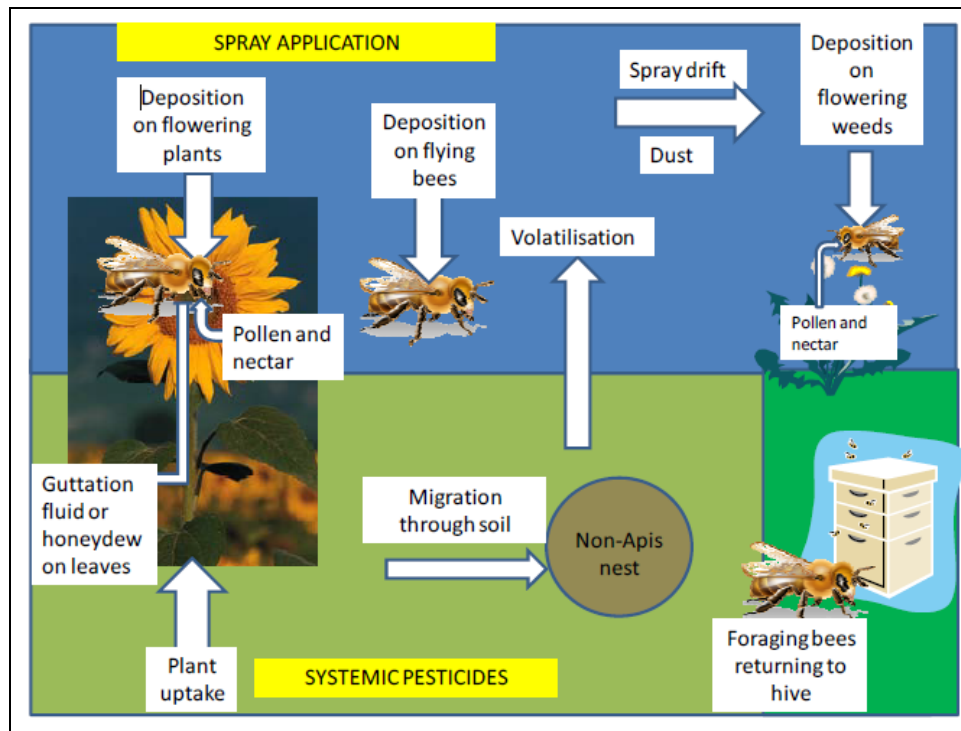 SPRAY APPLICATION
Deposition
on flowering
plants
Deposition
on flying
bees
Spray drift
Dust
Deposition
on
flowering
weeds
Volatilisation
Pollen and
nectar
Pollen and
nectar
Guttation
fluid or
honeydew
on leaves
Migration
through soil
Non-Apis
nest
Plant
uptake
SYSTEMIC PESTICIDES
Foraging bees
returning to
hive